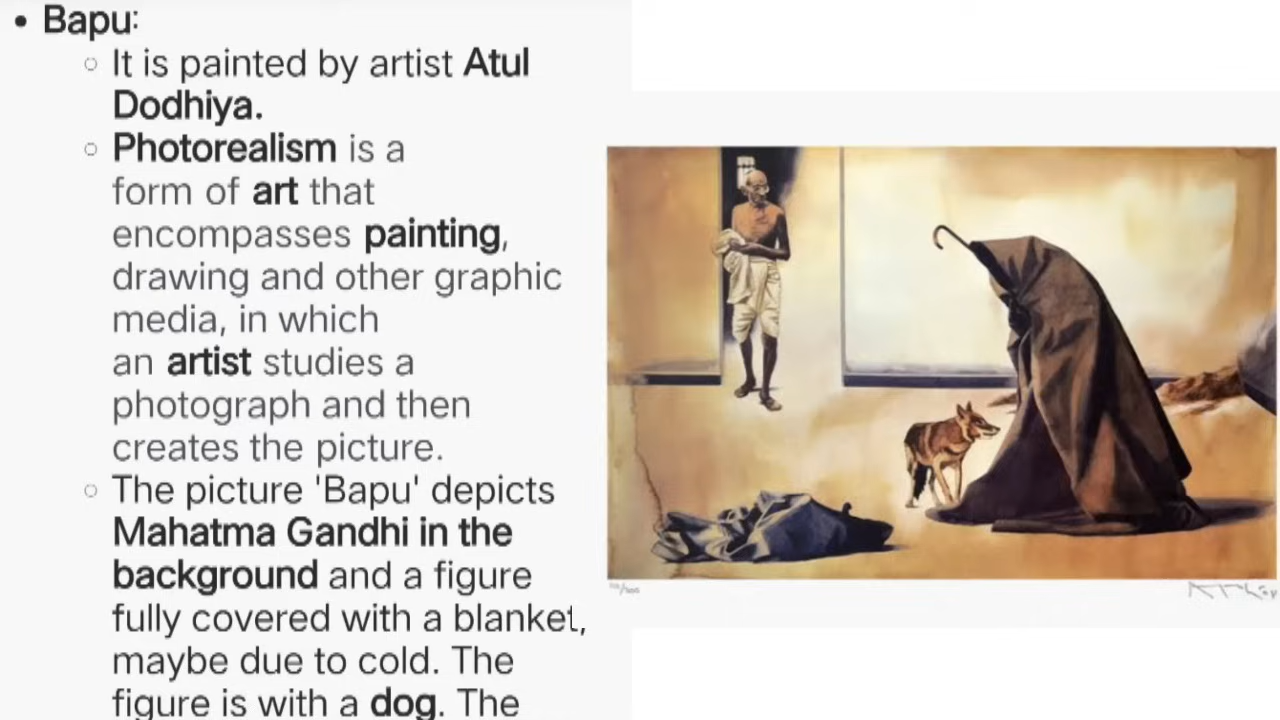 • Bapu:
○ It is painted by artist Atul
Dodhiya.
○ Photorealism is a
form of art that
encompasses painting,
drawing and other graphic
media, in which
an artist studies a
photograph and then
creates the picture.
○ The picture 'Bapu' depicts
Mahatma Gandhi in the
background and a figure
fully covered with a blanket,
maybe due to cold. The
figure is with a dog. The